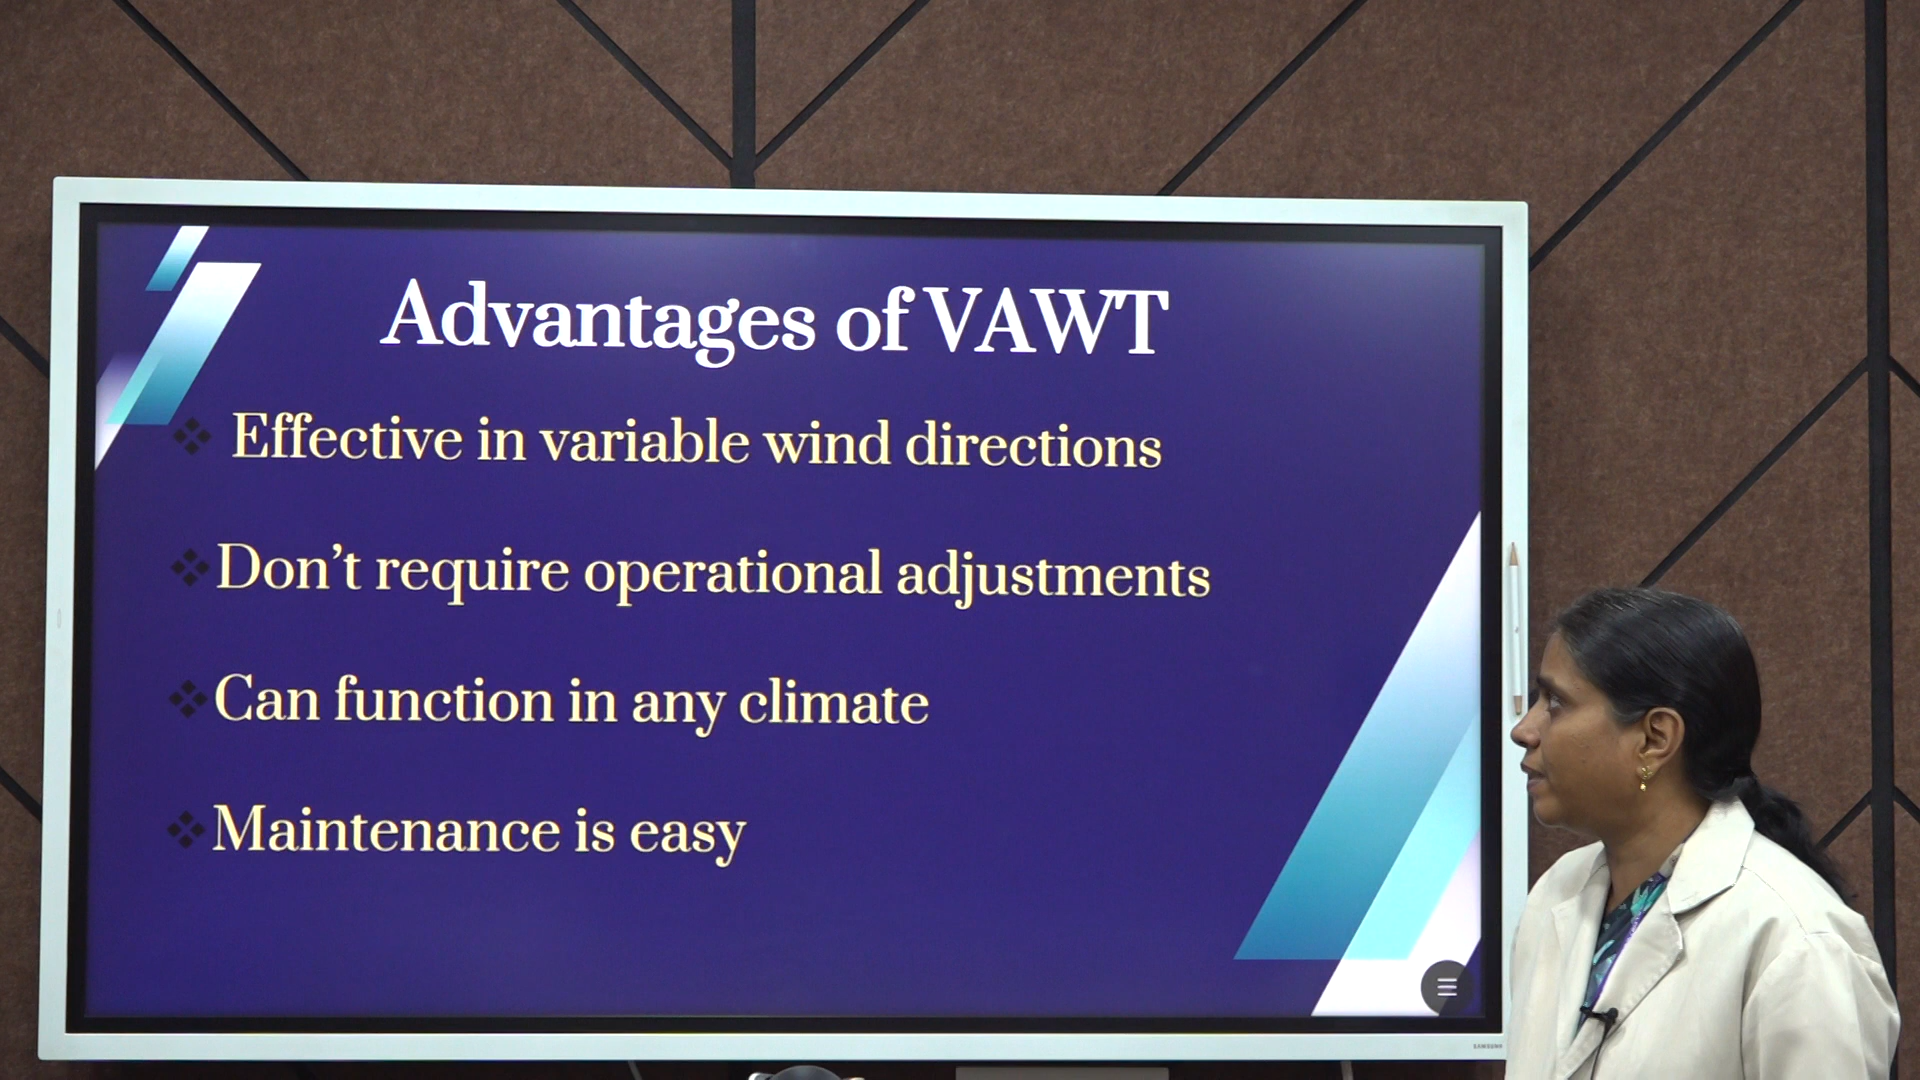 Advantages of VAWT
Effective in variable wind directions
Don't require operational adjustments
Can function in any climate
Maintenance is easy
SAMSUNG